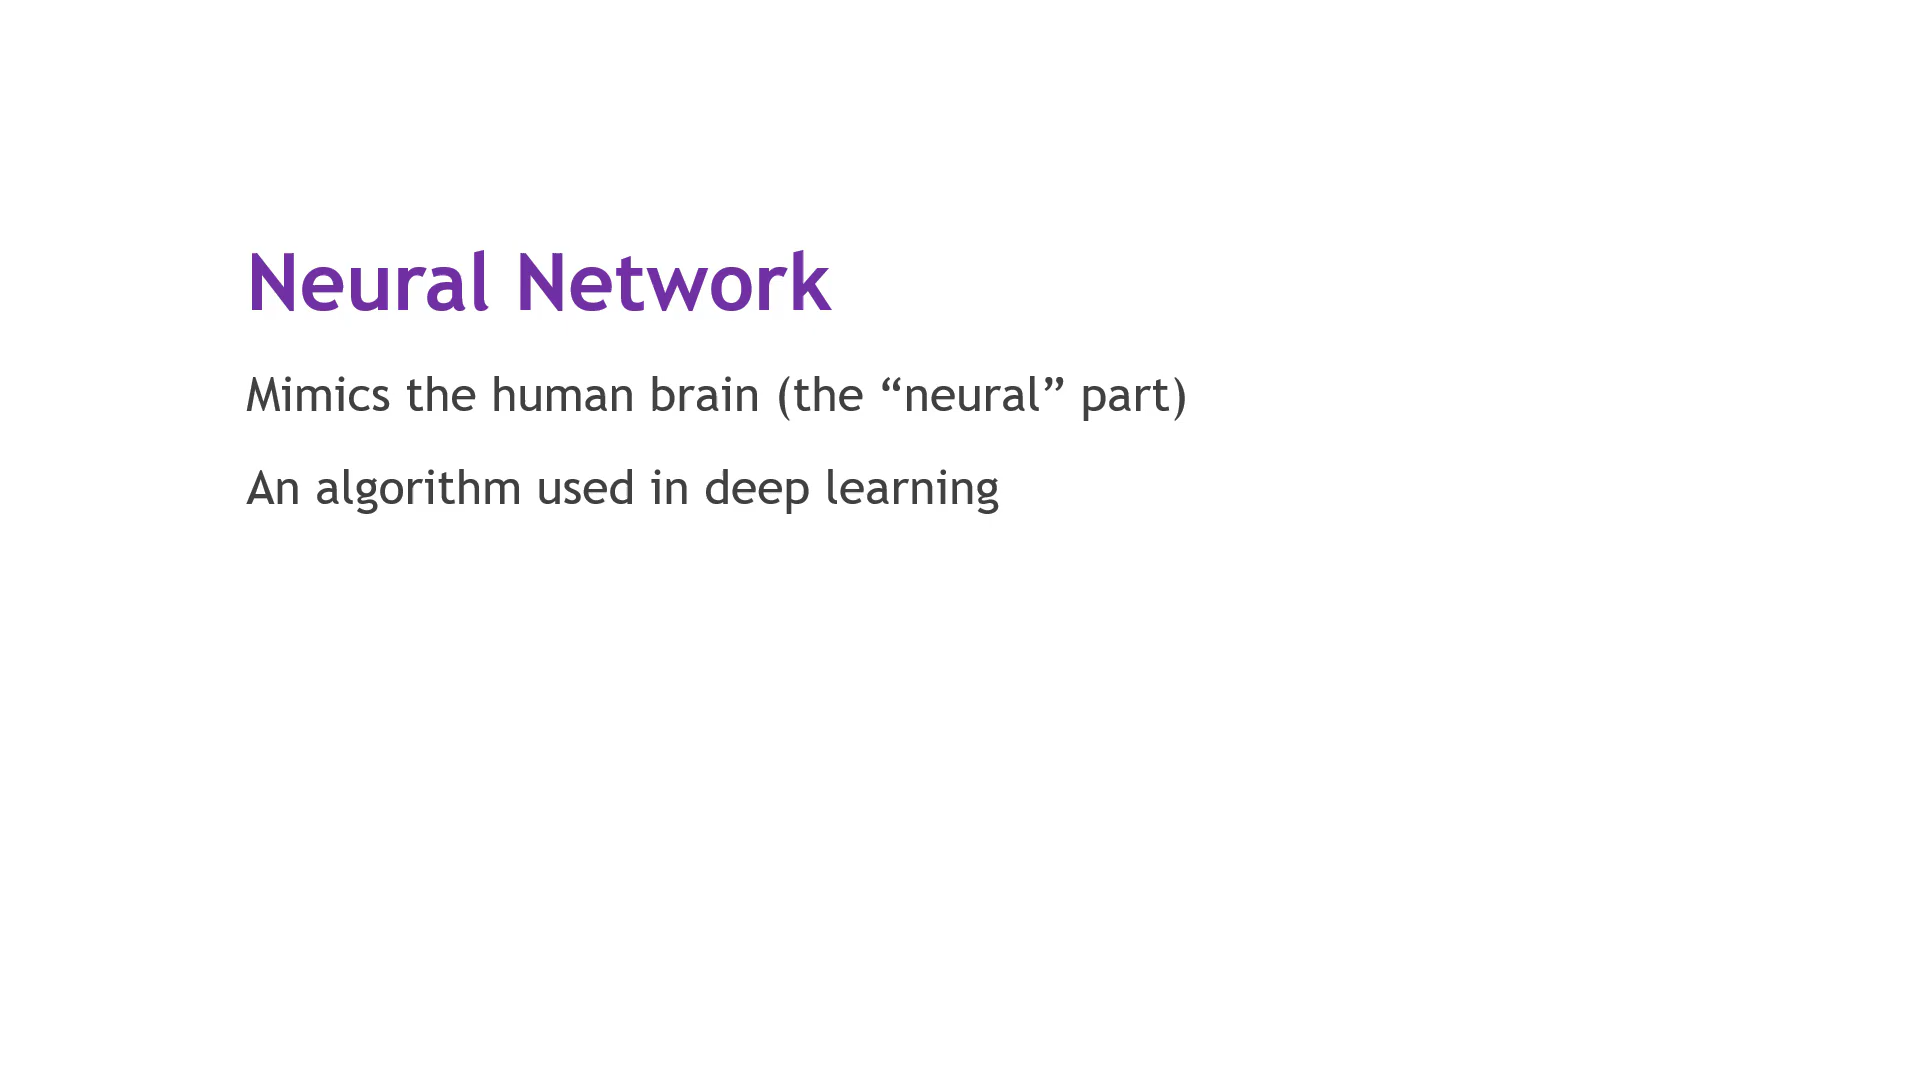 Neural Network
Mimics the human brain (the “neural” part)
An algorithm used in deep learning